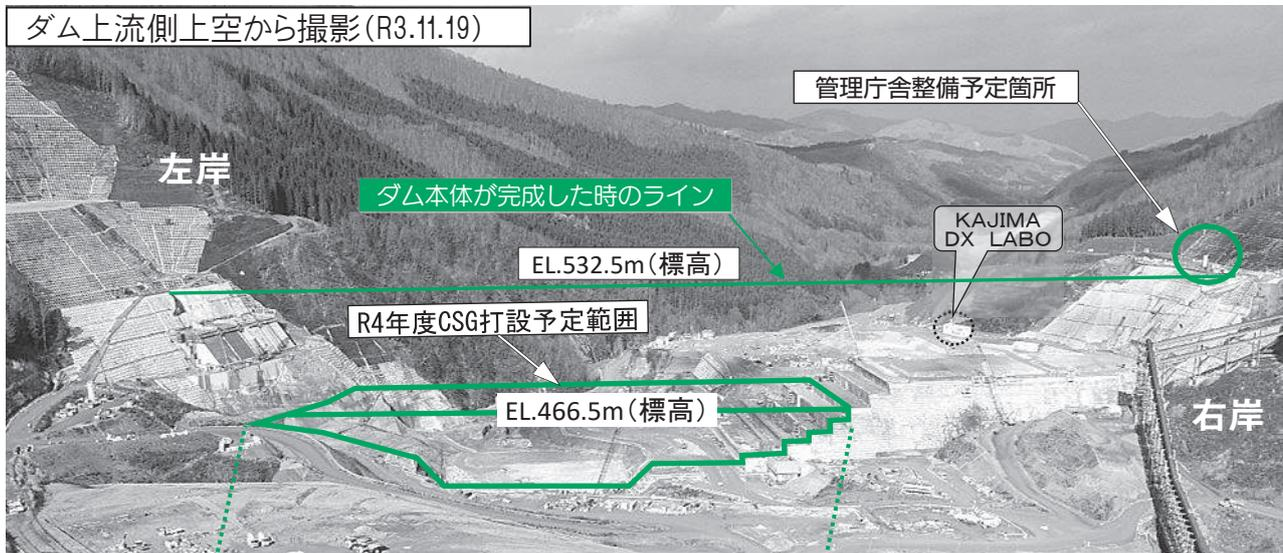 ダム上流側上空から撮影(R3.11.19)
管理庁舎整備予定箇所
左岸
ダム本体が完成した時のライン
KAJIMA
DX LABO
EL.532.5m(標高)
R4年度CSG打設予定範囲
EL.466.5m(標高)
右岸